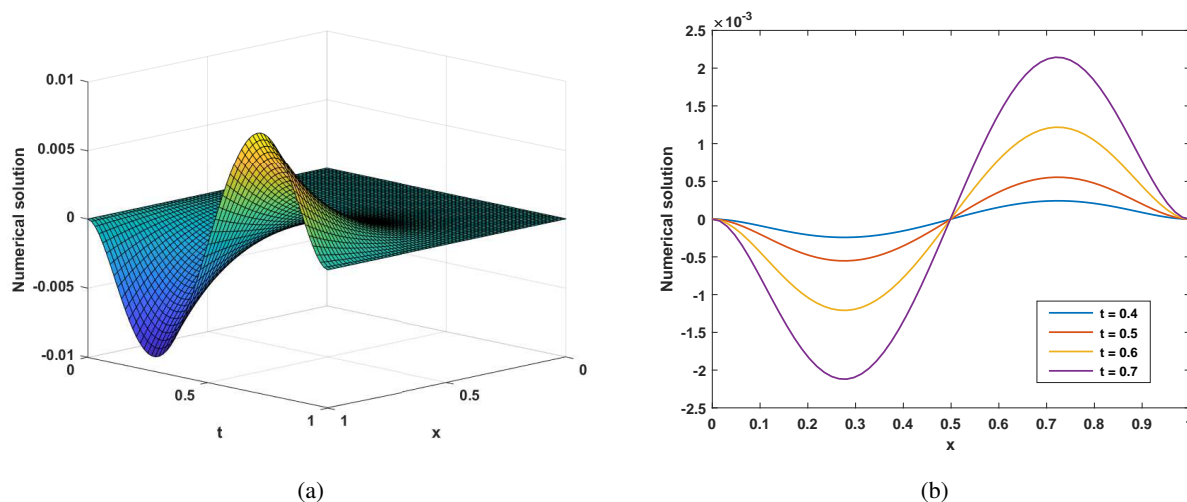 0.01
0.005
0
-0.005
-0.01
Numerical solution
0
0.5
1
t
1
0.5
0
x
(a)
×10-3
2.5
2
1.5
1
0.5
0
-0.5
-1
-1.5
-2
-2.5
Numerical solution
t = 0.4
t = 0.5
t = 0.6
t = 0.7
0 0.1 0.2 0.3 0.4 0.5 0.6 0.7 0.8 0.9 1
x
(b)